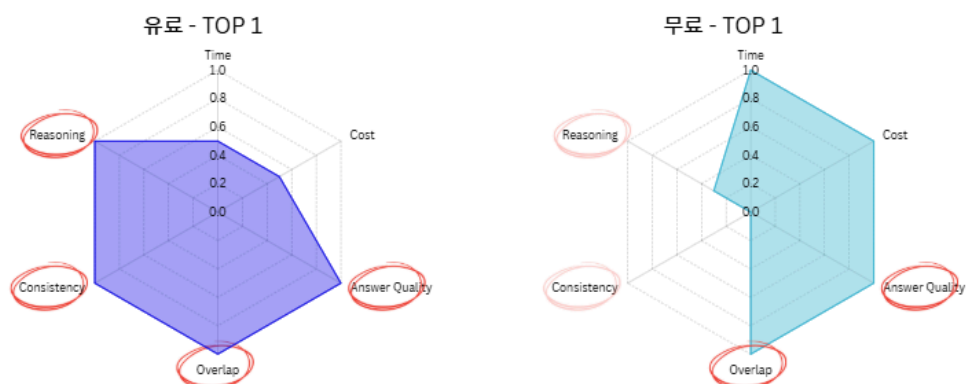 유료 - TOP 1
Time
1.0
0.8
0.6
0.4
0.2
0.0
Reasoning
Cost
Consistency
Answer Quality
Overlap
무료 - TOP 1
Time
1.0
0.8
0.6
0.4
0.2
0.0
Reasoning
Cost
Consistency
Answer Quality
Overlap